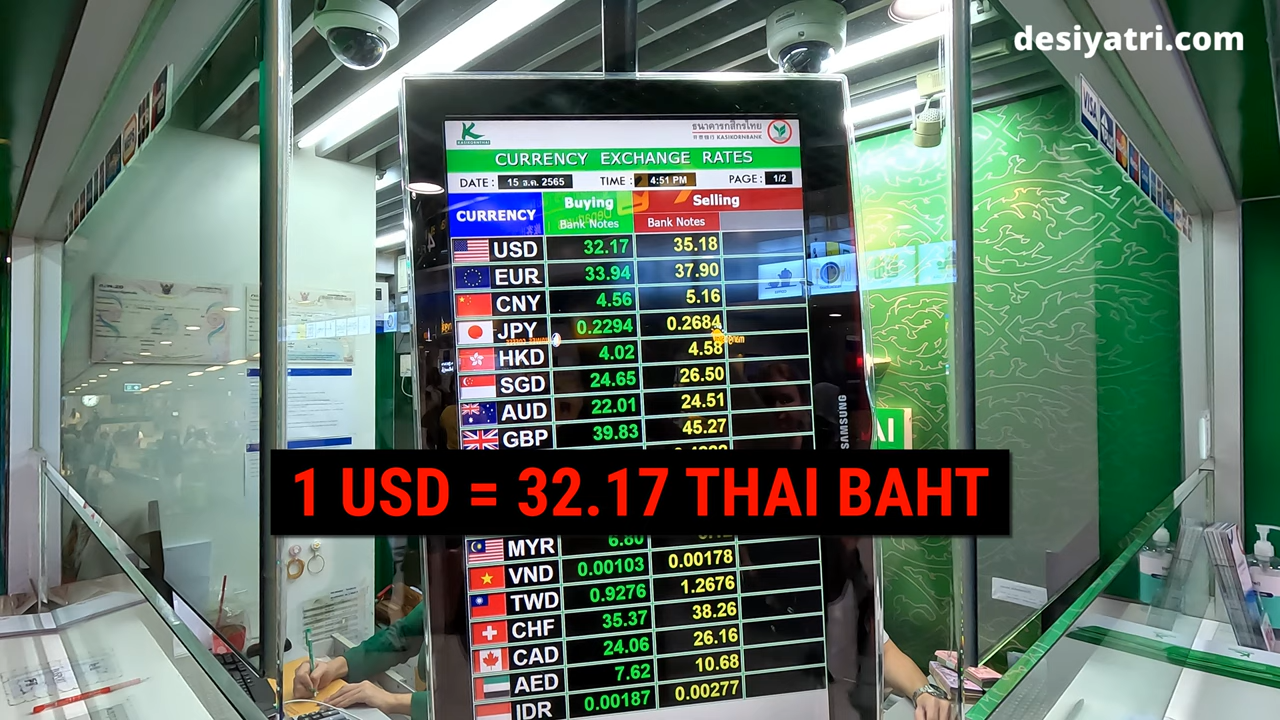 desiyatri.com
ธนาคารกสิกรไทย
KASIKORNBANK
CURRENCY EXCHANGE RATES
DATE : 15 ธ.ค. 2565 TIME : 4:51 PM PAGE : 1/2
CURRENCY Buying Selling
Bank Notes Bank Notes
USD 32.17 35.18
EUR 33.94 37.90
CNY 4.56 5.16
JPY 0.2294 0.2684
HKD 4.02 4.58
SGD 24.65 26.50
AUD 22.01 24.51
GBP 39.83 45.27
1 USD = 32.17 THAI BAHT
MYR 6.80
VND 0.00103 0.00178
TWD 0.9276 1.2676
CHF 35.37 38.26
CAD 24.06 26.16
AED 7.62 10.68
IDR 0.00187 0.00277
SAMSUNG
VISA
AI